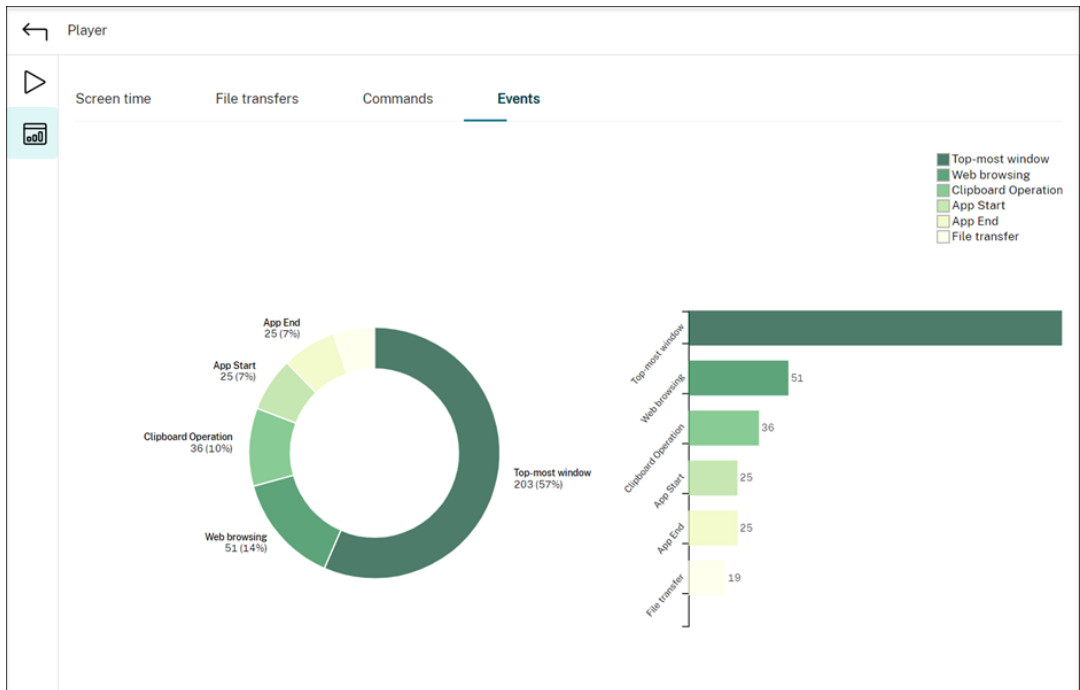 Player
Screen time
File transfers
Commands
Events
Top-most window
Web browsing
Clipboard Operation
App Start
App End
File transfer
App End
25 (7%)
App Start
25 (7%)
Clipboard Operation
36 (10%)
Web browsing
51 (14%)
Top-most window
203 (57%)
Top-most window
Web browsing
51
Clipboard Operation
36
App Start
25
App End
25
File transfer
19